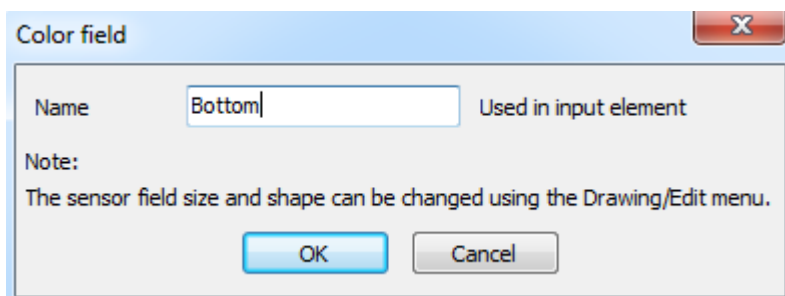 Color field
Name Bottom Used in input element
Note:
The sensor field size and shape can be changed using the Drawing/Edit menu.
OK Cancel